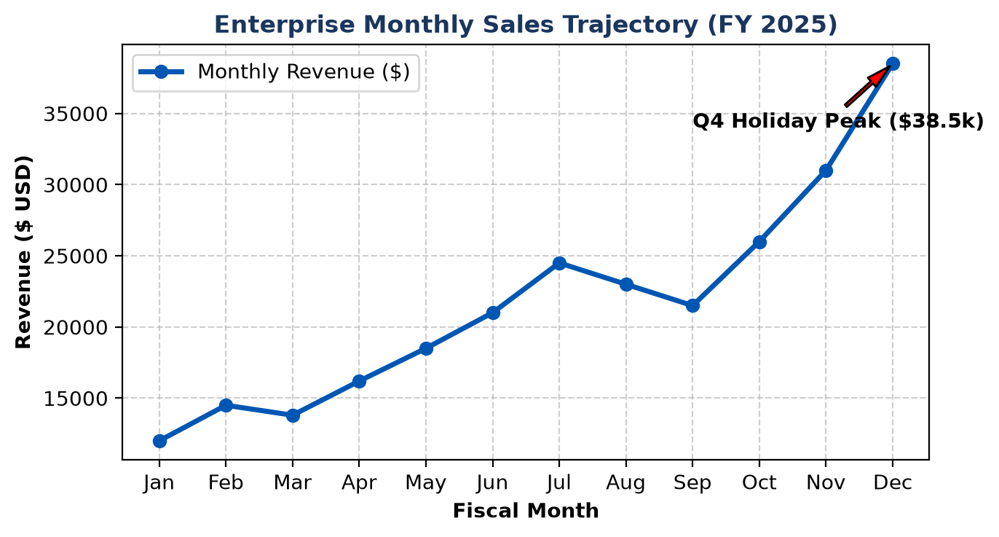 Enterprise Monthly Sales Trajectory (FY 2025)
Monthly Revenue ($)
Q4 Holiday Peak ($38.5k)
Revenue ($ USD)
35000
30000
25000
20000
15000
Jan Feb Mar Apr May Jun Jul Aug Sep Oct Nov Dec
Fiscal Month